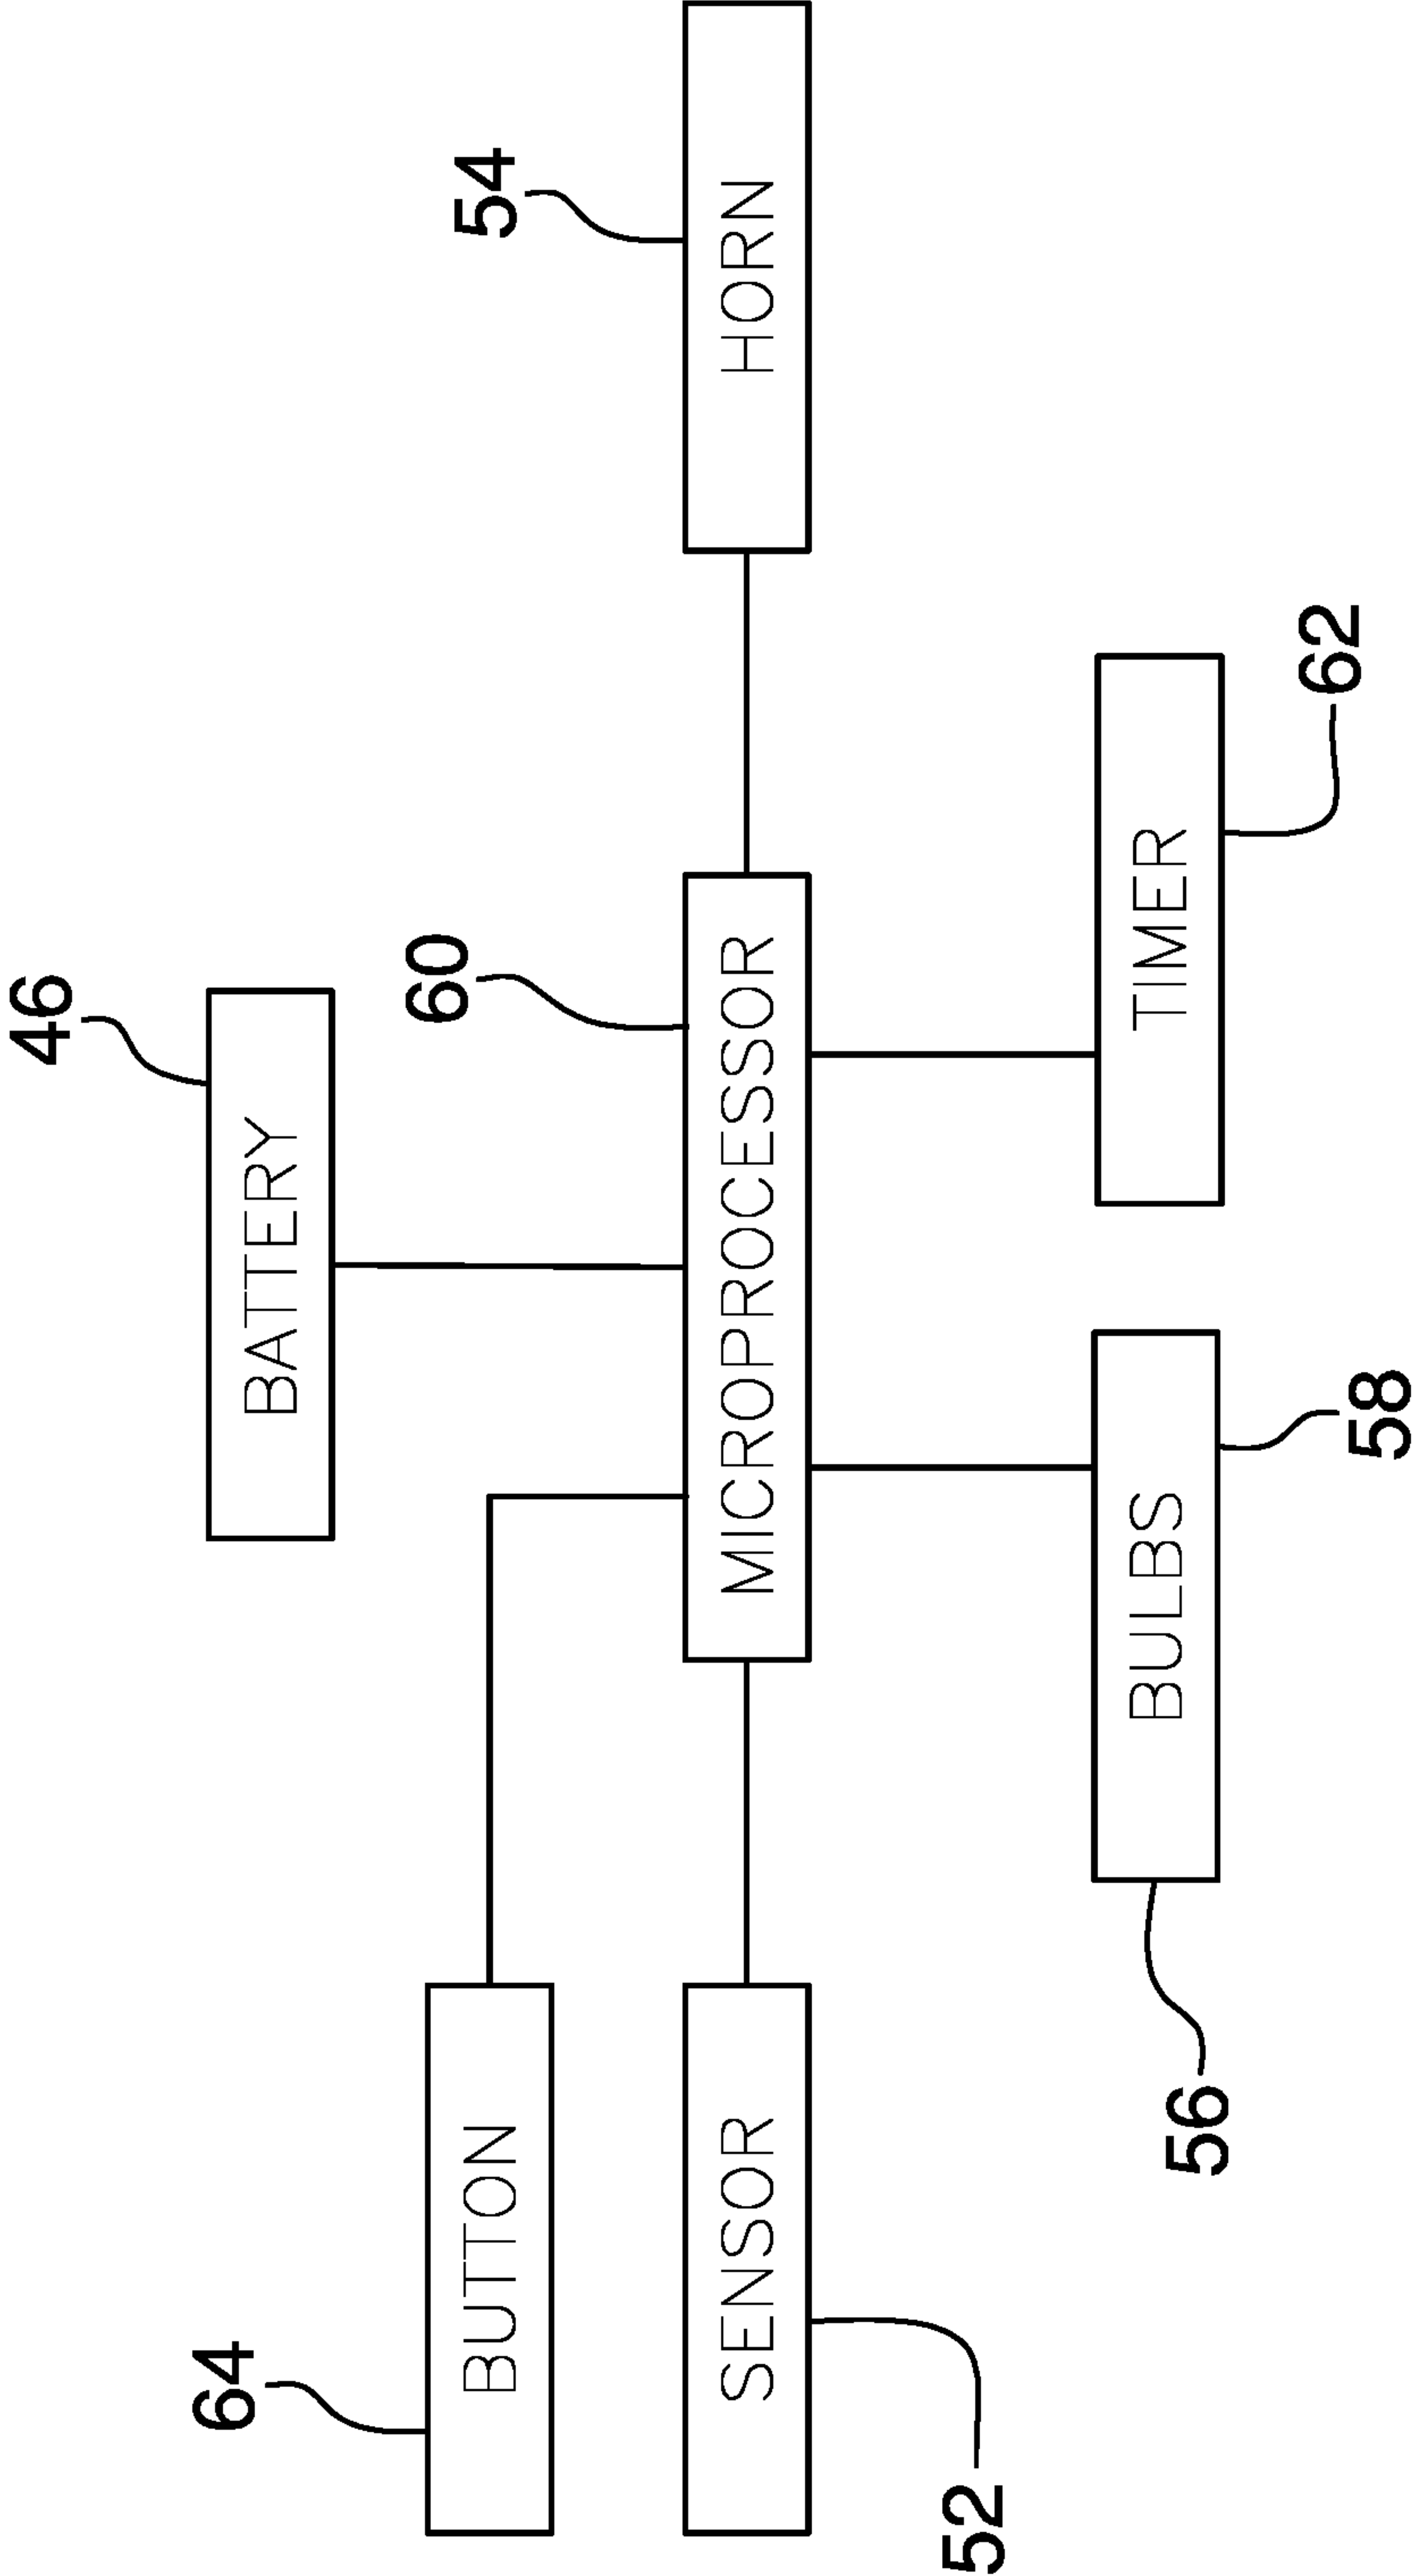 46
64
BATTERY
60
54
BUTTON
SENSOR
MICROPROCESSOR
HORN
52
BULBS
TIMER
56
62
58